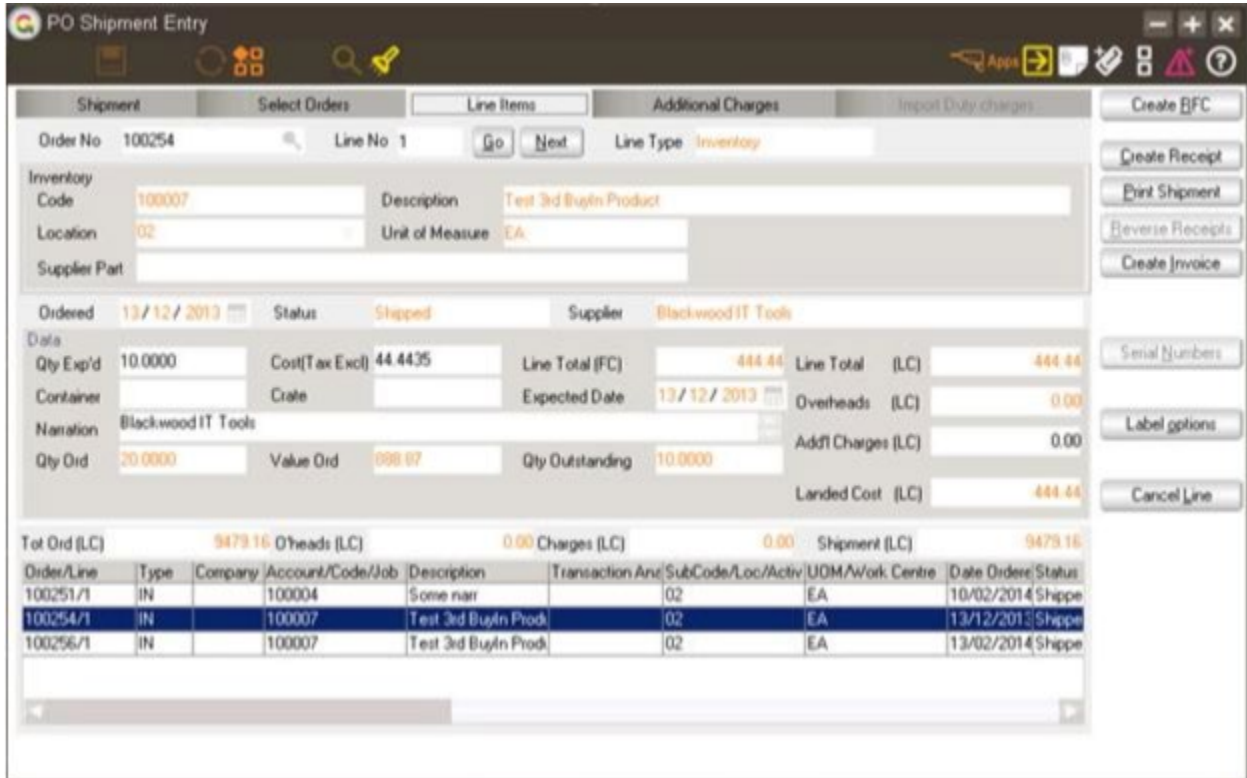 PO Shipment Entry
Apps
Shipment Select Orders Line Items Additional Charges Import Duty charges
Create RFC
Order No 100254 Line No 1 Go Next Line Type Inventory
Create Receipt
Inventory
Code 100007 Description Test 3rd BuyIn Product
Print Shipment
Location 02 Unit of Measure EA
Reverse Receipts
Supplier Part
Create Invoice
Ordered 13/12/2013 Status Shipped Supplier Blackwood IT Tools
Data
Qty Exp'd 10.0000 Cost(Tax Excl) 44.4435 Line Total (FC) 444.44 Line Total (LC) 444.44
Serial Numbers
Container Crate Expected Date 13/12/2013 Overheads (LC) 0.00
Narration Blackwood IT Tools
Label options
Add'l Charges (LC) 0.00
Qty Ord 20.0000 Value Ord 888.87 Qty Outstanding 10.0000
Landed Cost (LC) 444.44
Cancel Line
Tot Ord (LC) 9479.16 O'heads (LC) 0.00 Charges (LC) 0.00 Shipment (LC) 9479.16
Order/Line Type Company Account/Code/Job Description Transaction Ana SubCode/Loc/Activ UOM/Work Centre Date Ordere Status
100251/1 IN 100004 Some narr 02 EA 10/02/2014 Shippe
100254/1 IN 100007 Test 3rd BuyIn Produ 02 EA 13/12/2013 Shippe
100256/1 IN 100007 Test 3rd BuyIn Produ 02 EA 13/02/2014 Shippe